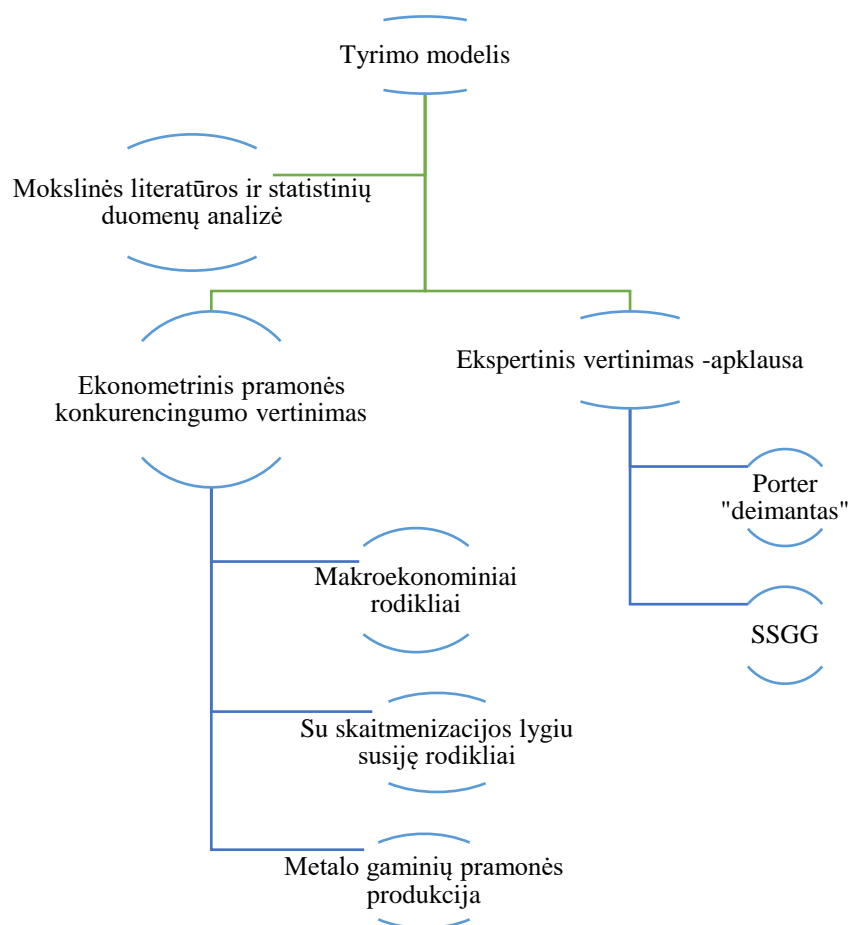 Tyrimo modelis
Mokslinės literatūros ir statistinių
duomenų analizė
Ekonometrinis pramonės
konkurencingumo vertinimas
Ekspertinis vertinimas -apklausa
Porter
"deimantas"
Makroekonominiai
rodikliai
SSGG
Su skaitmenizacijos lygiu
susiję rodikliai
Metalo gaminių pramonės
produkcija